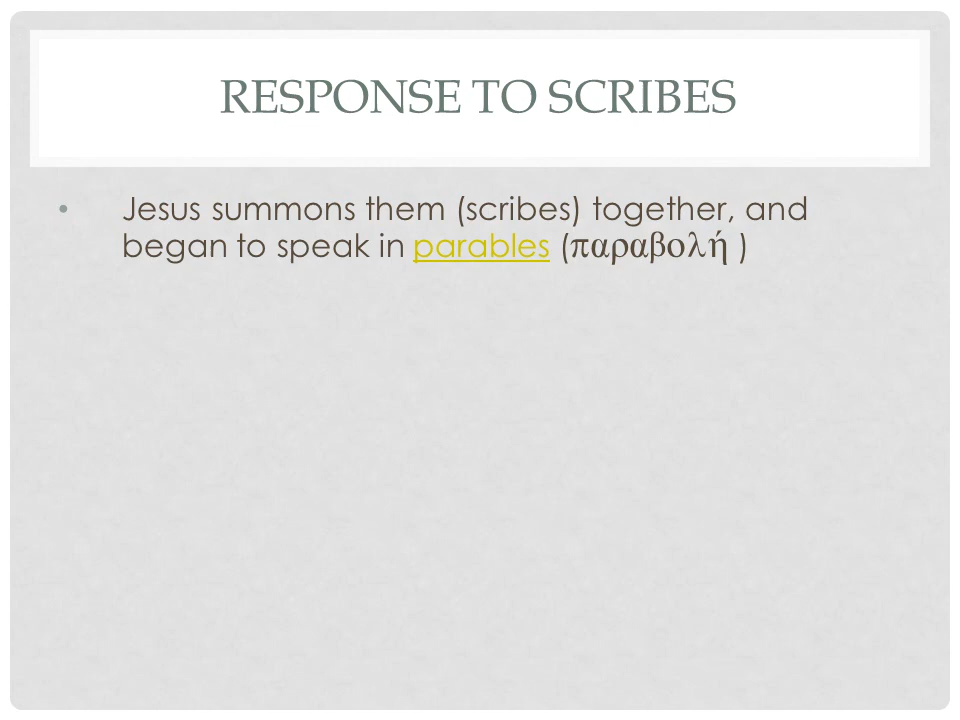 RESPONSE TO SCRIBES
• Jesus summons them (scribes) together, and
began to speak in parables (παραβολή )